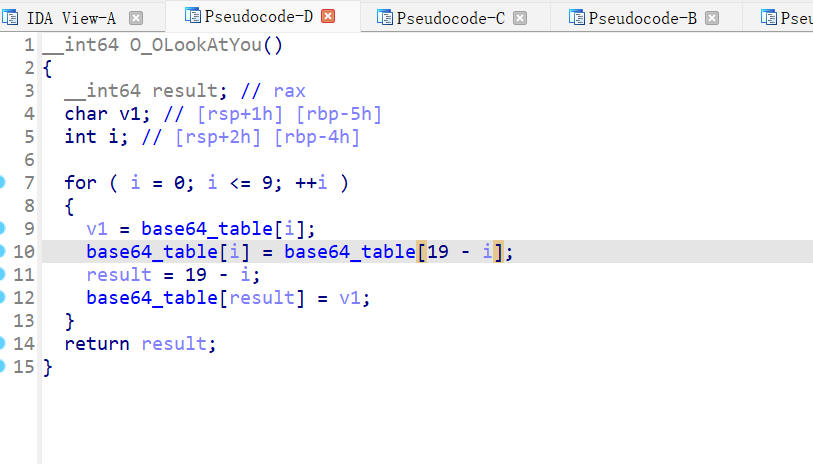 IDA View-A Pseudocode-D Pseudocode-C Pseudocode-B Pseu
1 __int64 O_OLookAtYou()
2 {
3 __int64 result; // rax
4 char v1; // [rsp+1h] [rbp-5h]
5 int i; // [rsp+2h] [rbp-4h]
6
7 for ( i = 0; i <= 9; ++i )
8 {
9 v1 = base64_table[i];
10 base64_table[i] = base64_table[19 - i];
11 result = 19 - i;
12 base64_table[result] = v1;
13 }
14 return result;
15 }